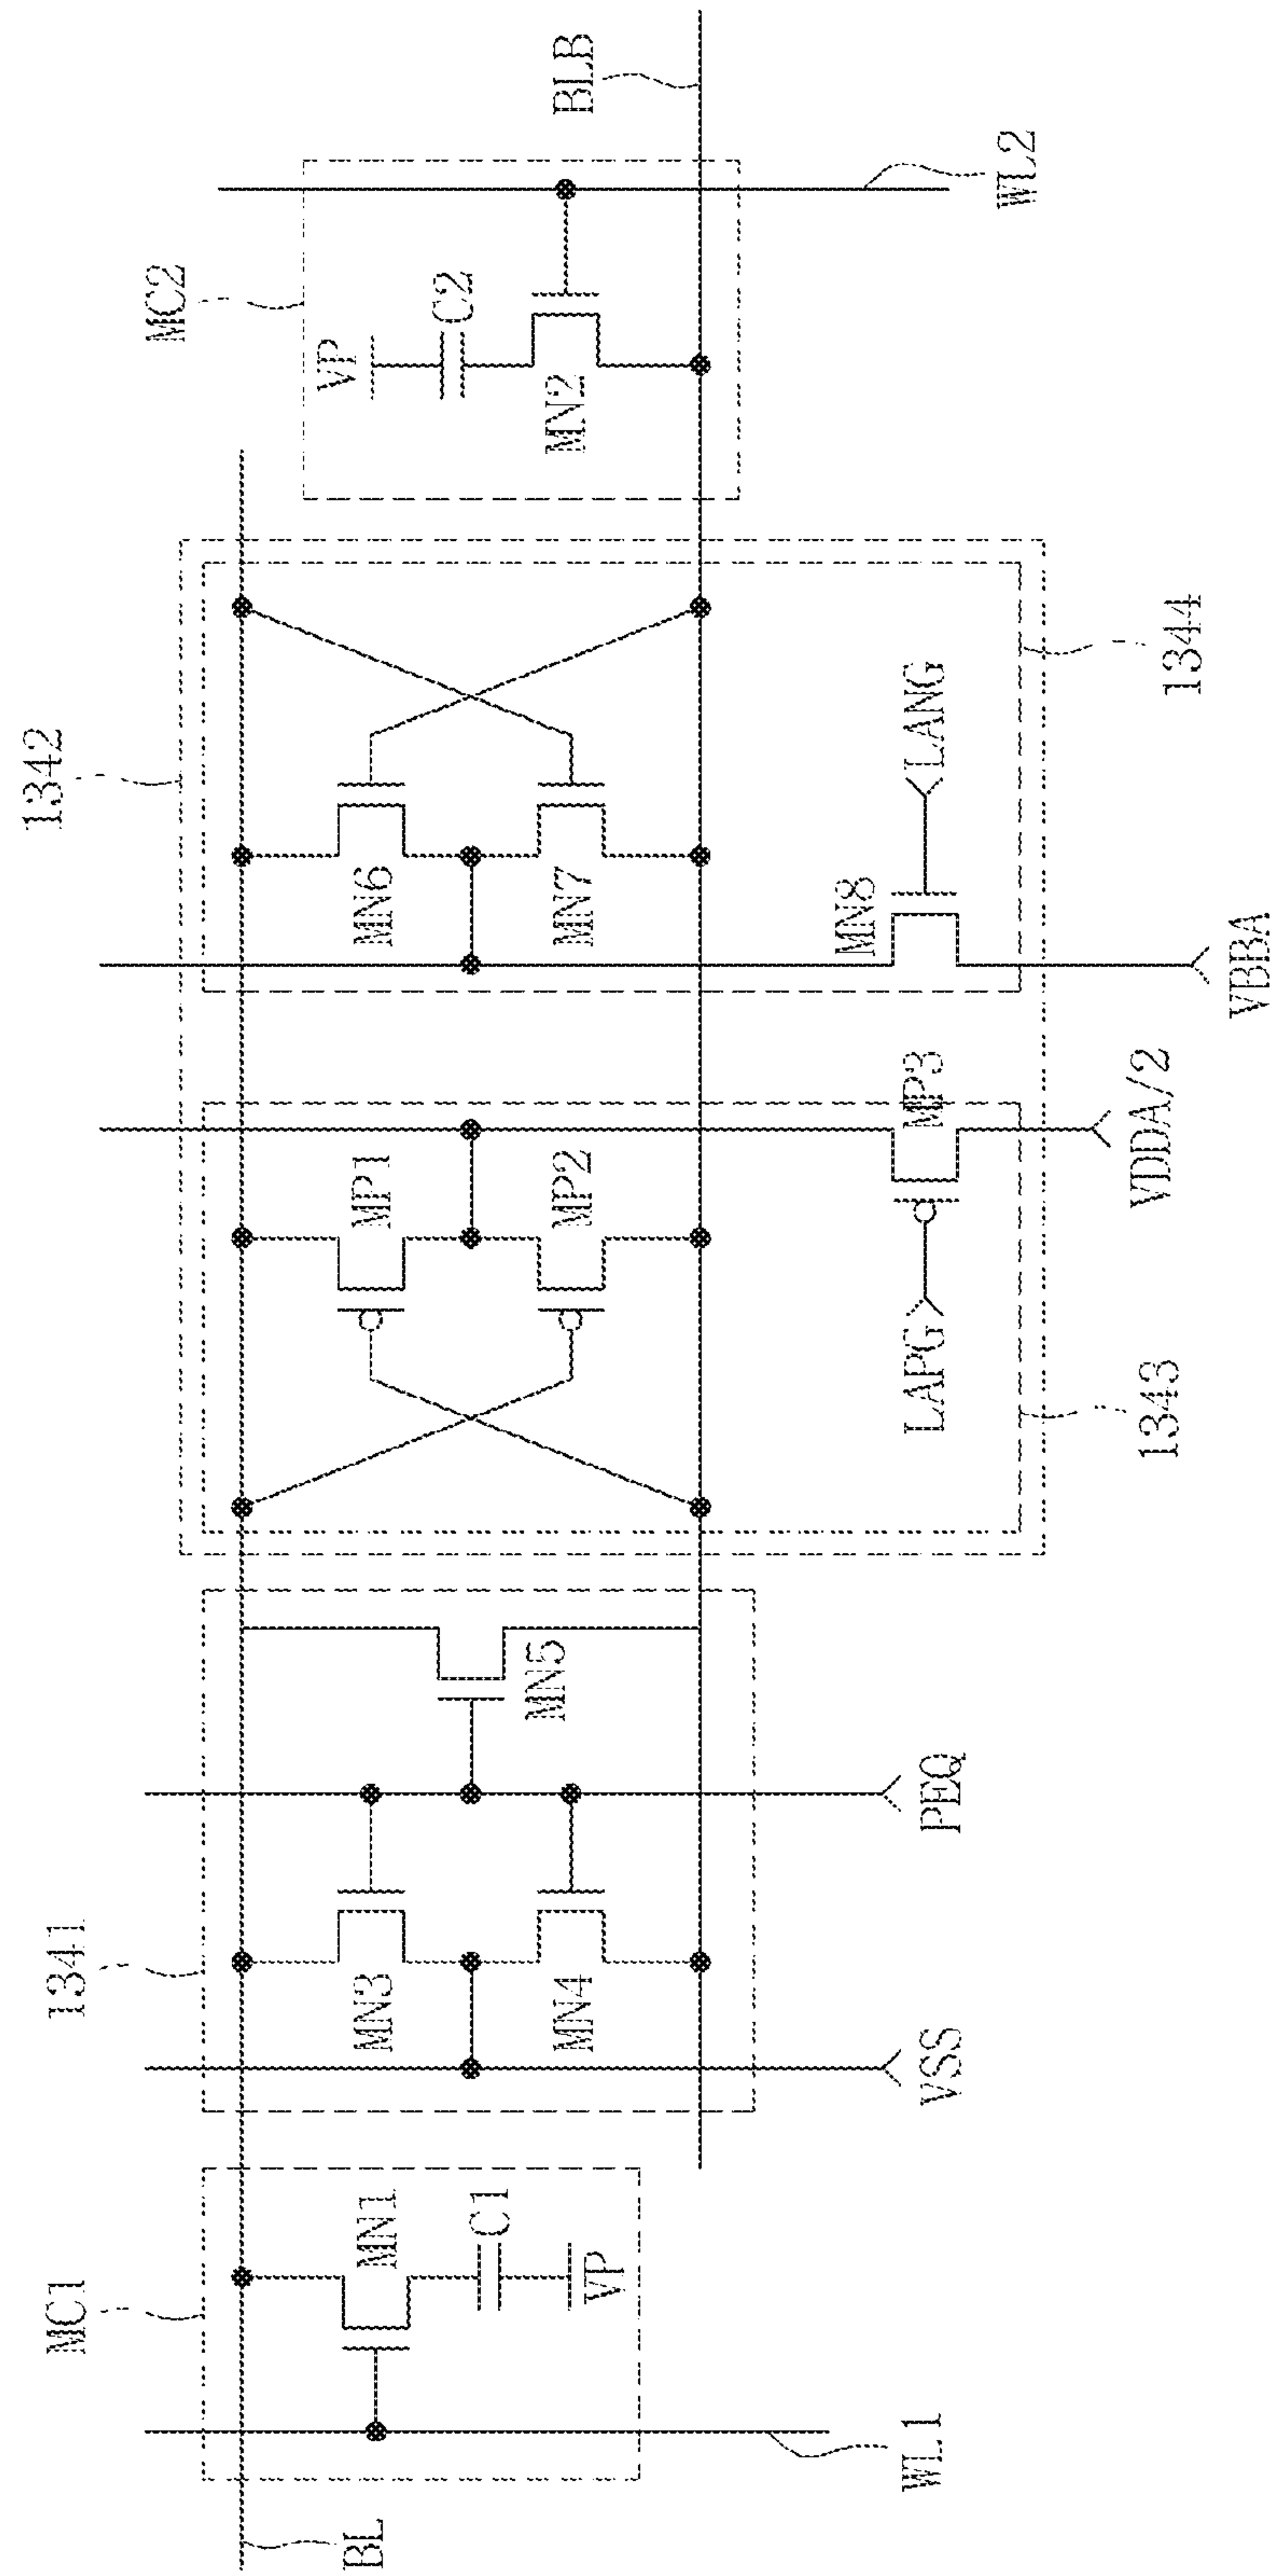 BL
MC1
WL1
MN1
C1
VP
1341
VSS
MN3
MN4
PEQ
MN5
1342
1343
LAPG
MP1
MP2
MP3
VDDA/2
VBBA
MN6
MN7
MN8
LANG
1344
MC2
VP
C2
MN2
WL2
BLB